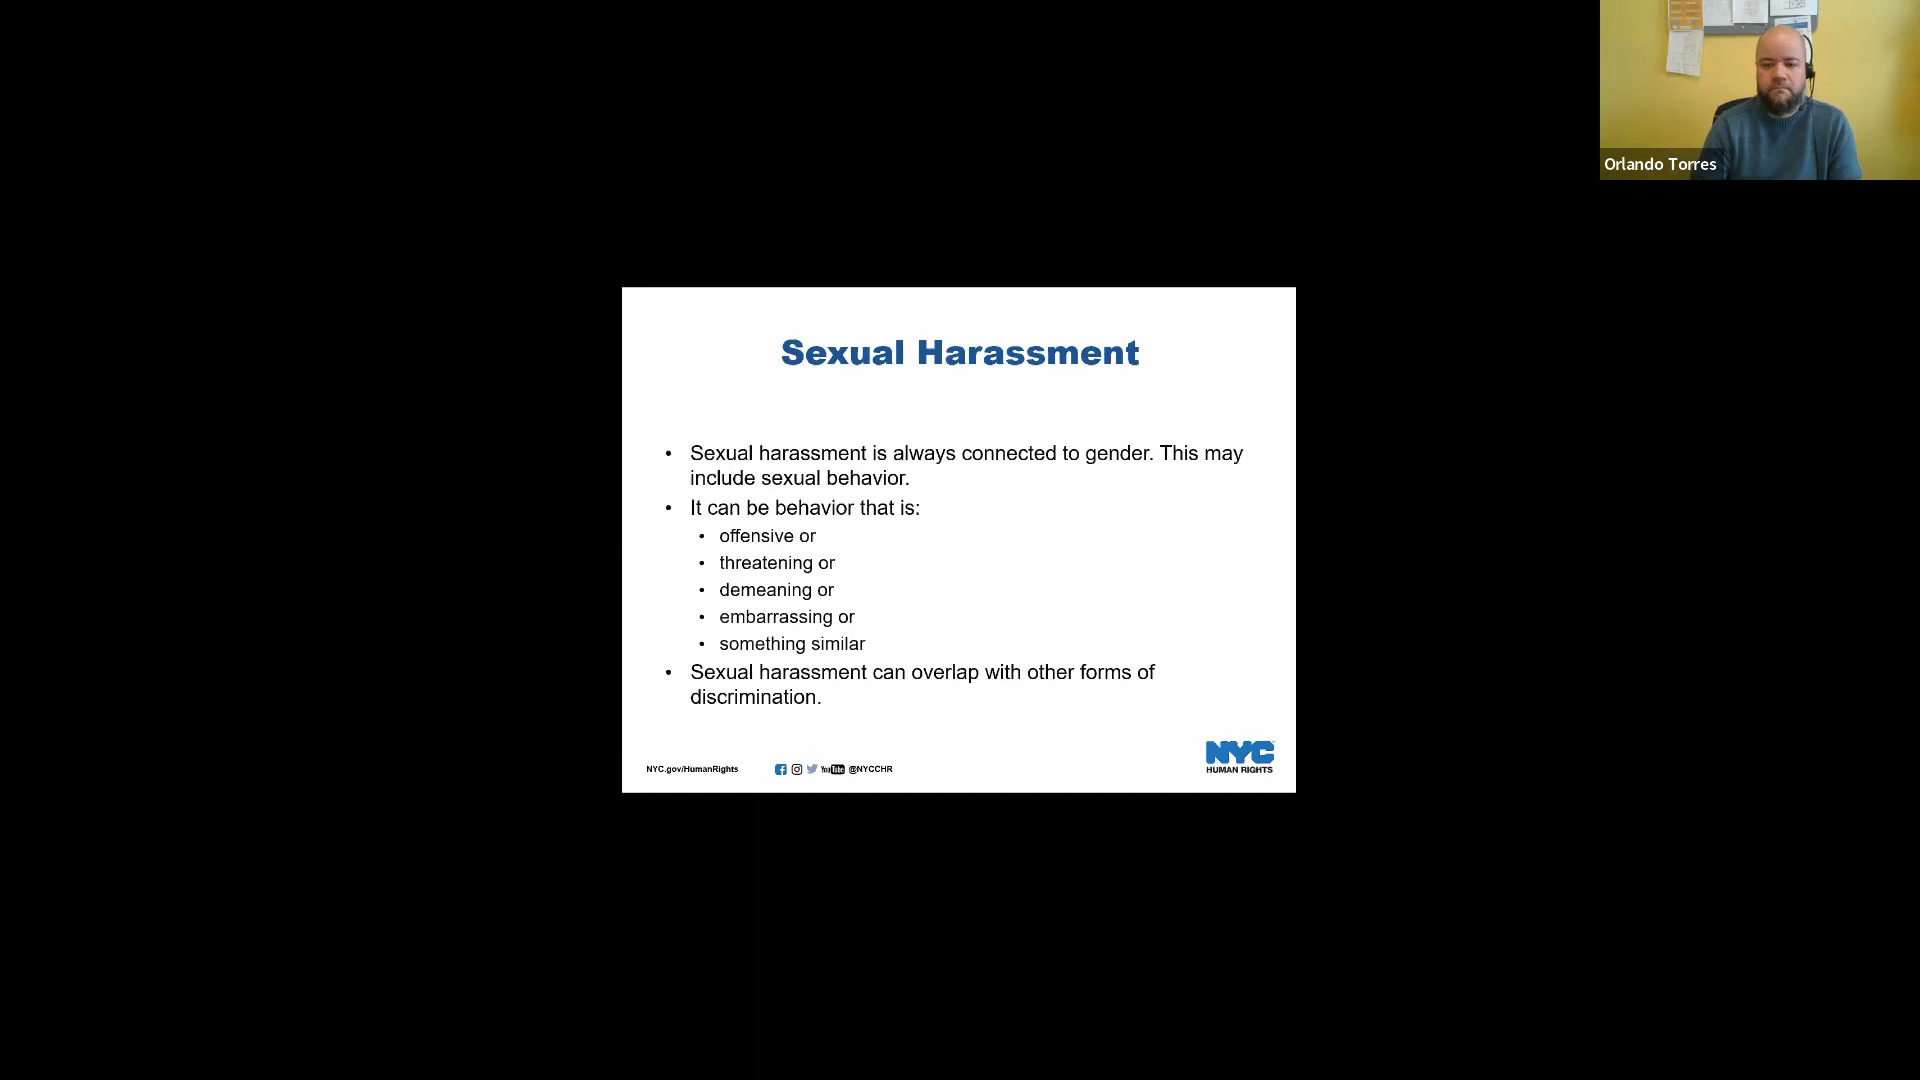 Orlando Torres
Sexual Harassment
• Sexual harassment is always connected to gender. This may
include sexual behavior.
• It can be behavior that is:
• offensive or
• threatening or
• demeaning or
• embarrassing or
• something similar
• Sexual harassment can overlap with other forms of
discrimination.
NYC.gov/HumanRights
YouTube @NYCCHR
NYC
HUMAN RIGHTS